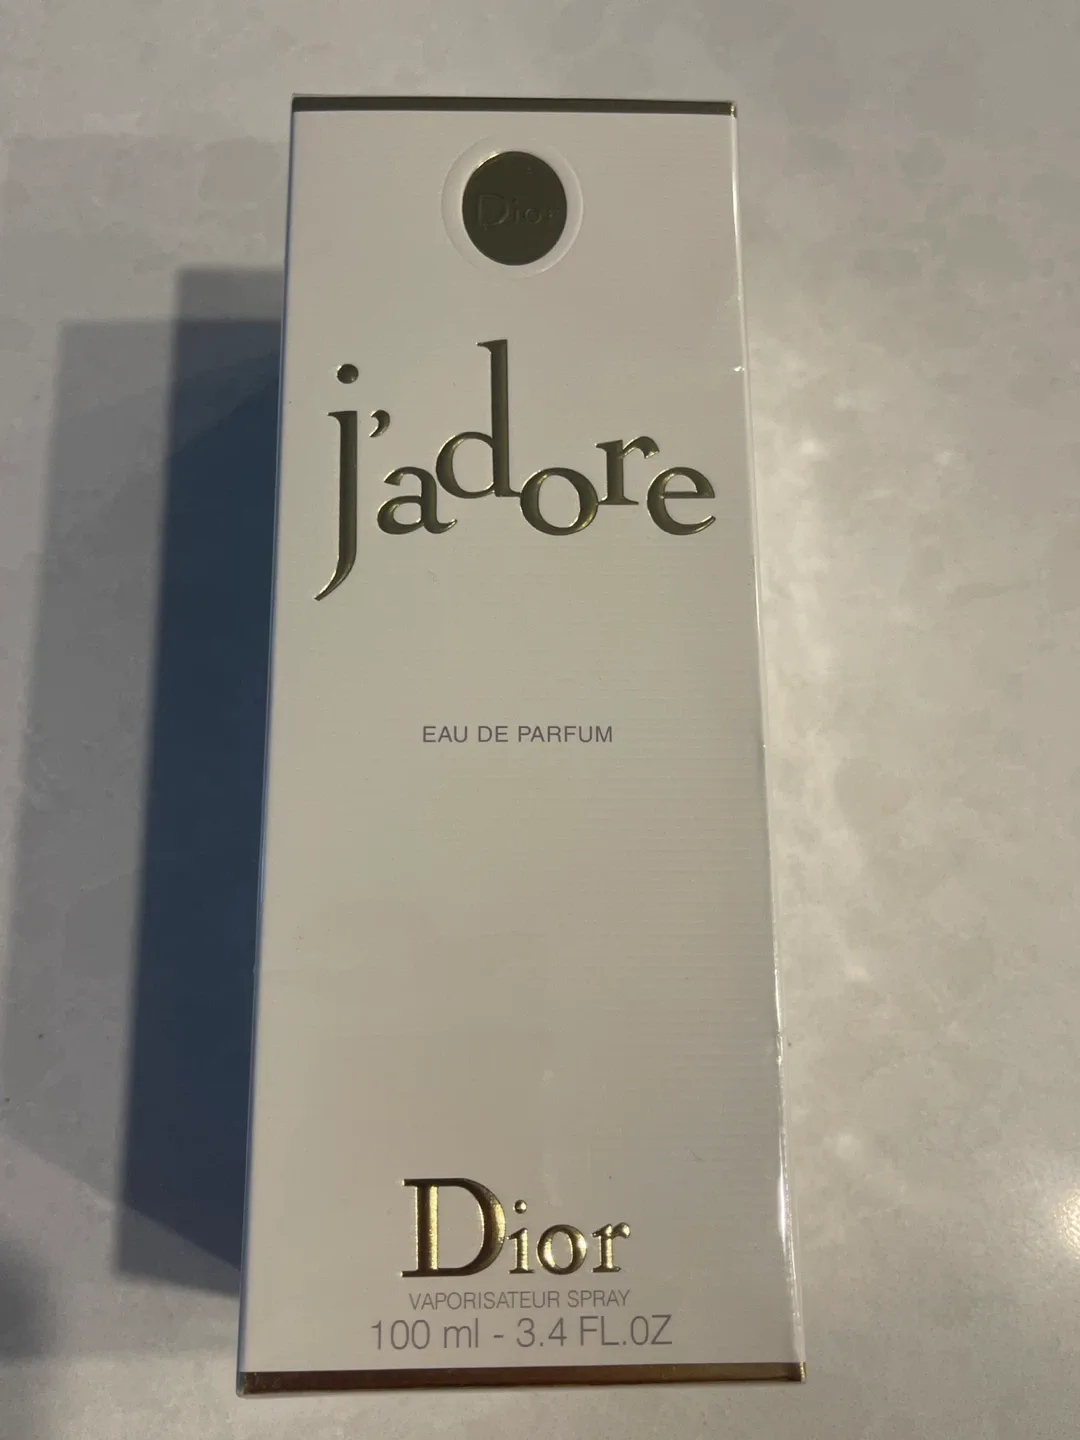 Dior
j'adore
EAU DE PARFUM
Dior
VAPORISATEUR SPRAY
100 ml - 3.4 FL.OZ